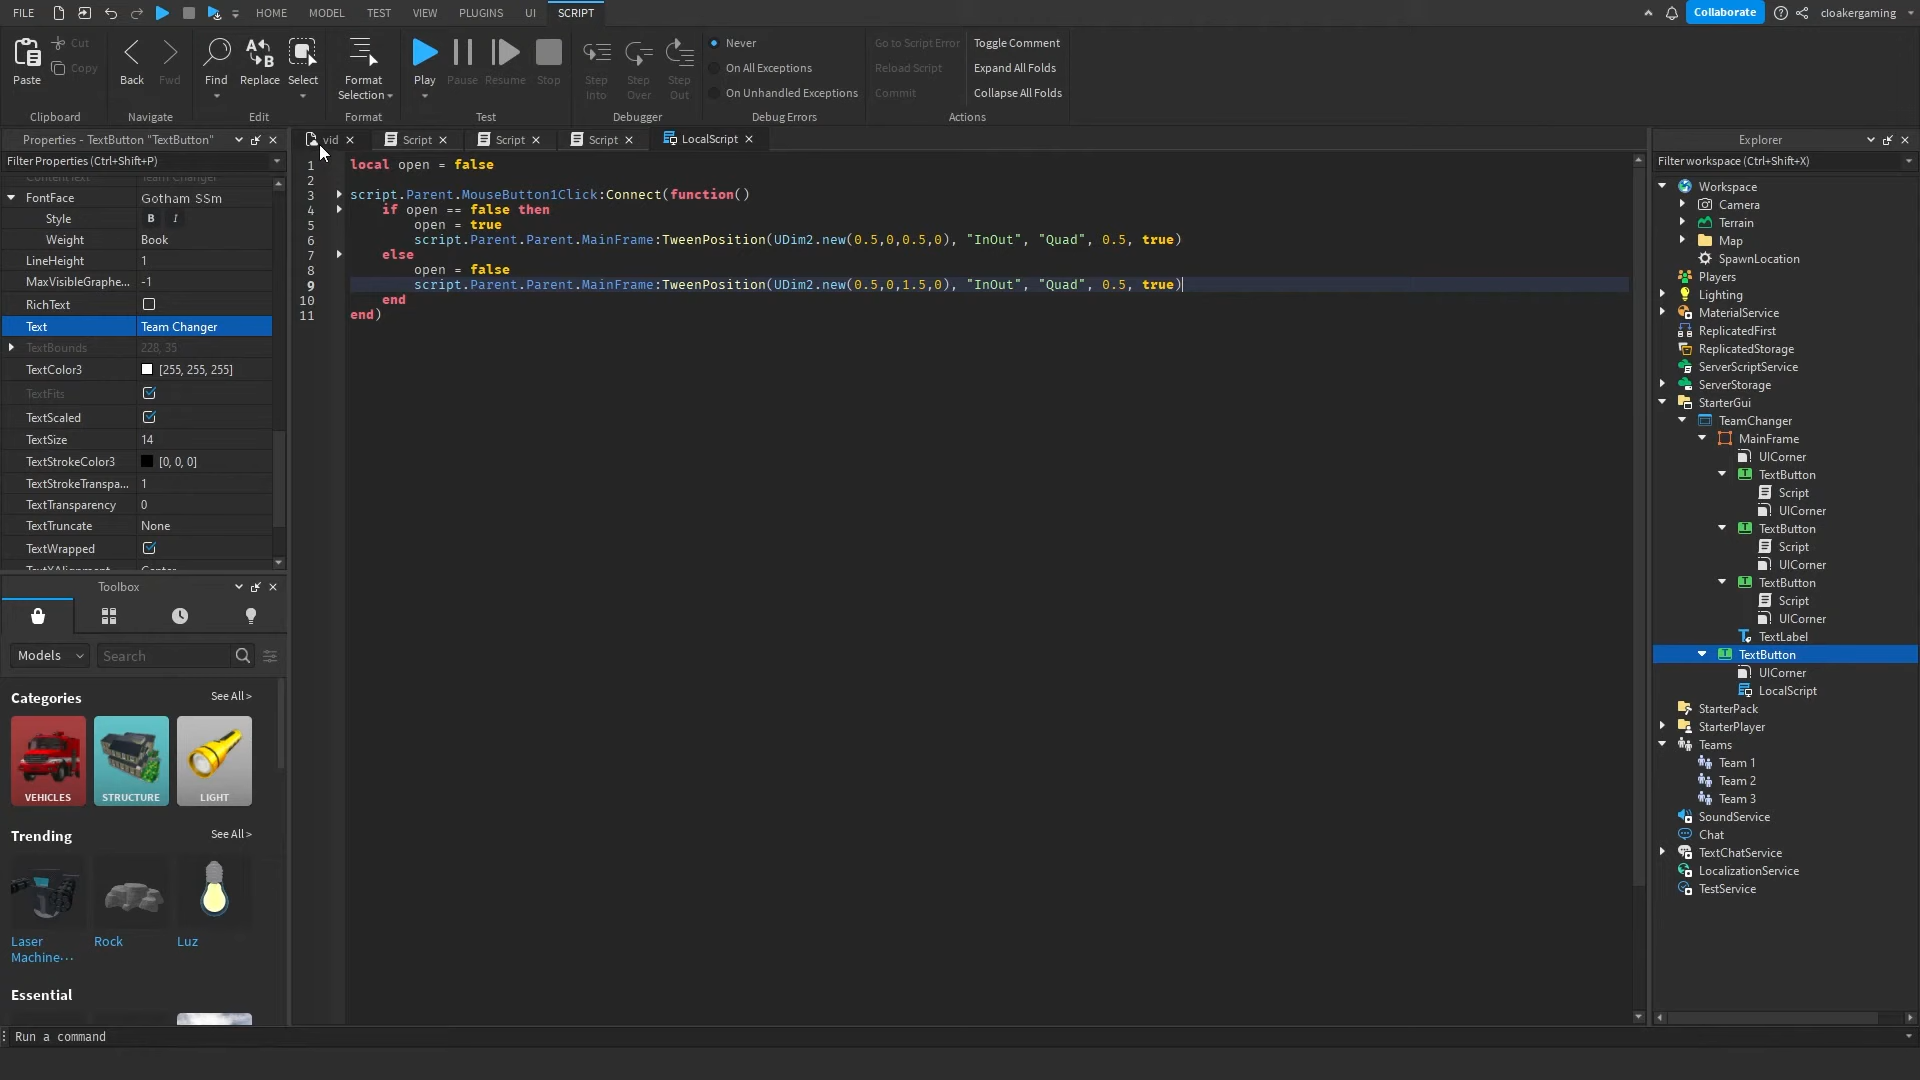 FILE HOME MODEL TEST VIEW PLUGINS UI SCRIPT Collaborate cloakergaming
Paste Cut Copy Clipboard
Back Fwd Navigate
Find Replace Select Edit
Format Selection Format
Play Pause Resume Stop Test
Step Into Step Over Step Out Debugger
Never
On All Exceptions
On Unhandled Exceptions
Debug Errors
Go to Script Error
Reload Script
Commit
Toggle Comment
Expand All Folds
Collapse All Folds
Actions
Properties - TextButton "TextButton"
Filter Properties (Ctrl+Shift+P)
ContentText Team Changer
FontFace Gotham SSm
Style B I
Weight Book
LineHeight 1
MaxVisibleGraphe... -1
RichText
Text Team Changer
TextBounds 228, 35
TextColor3 [255, 255, 255]
TextFits
TextScaled
TextSize 14
TextStrokeColor3 [0, 0, 0]
TextStrokeTranspa... 1
TextTransparency 0
TextTruncate None
TextWrapped
TextXAlignment Center
Toolbox
Models Search
Categories See All >
VEHICLES STRUCTURE LIGHT
Trending See All >
Laser Machine··· Rock Luz
Essential
vid Script Script Script LocalScript
1 local open = false
2
3 script.Parent.MouseButton1Click:Connect(function()
4 if open == false then
5 open = true
6 script.Parent.Parent.MainFrame:TweenPosition(UDim2.new(0.5,0,0.5,0), "InOut", "Quad", 0.5, true)
7 else
8 open = false
9 script.Parent.Parent.MainFrame:TweenPosition(UDim2.new(0.5,0,1.5,0), "InOut", "Quad", 0.5, true)
10 end
11 end)
Explorer
Filter workspace (Ctrl+Shift+X)
Workspace
Camera
Terrain
Map
SpawnLocation
Players
Lighting
MaterialService
ReplicatedFirst
ReplicatedStorage
ServerScriptService
ServerStorage
StarterGui
TeamChanger
MainFrame
UICorner
TextButton
Script
UICorner
TextButton
Script
UICorner
TextButton
Script
UICorner
TextLabel
TextButton
UICorner
LocalScript
StarterPack
StarterPlayer
Teams
Team 1
Team 2
Team 3
SoundService
Chat
TextChatService
LocalizationService
TestService
Run a command